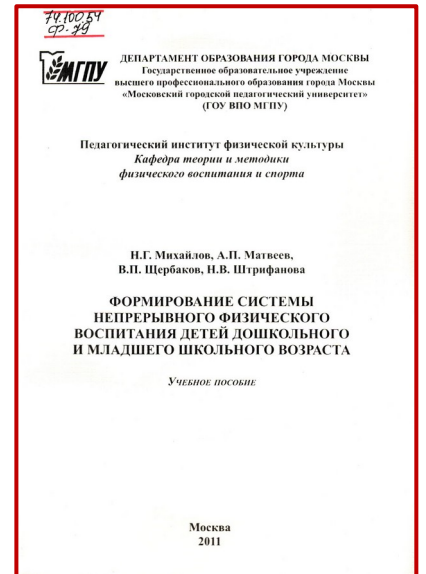 74.100.54
Ф-79
МГПУ
ДЕПАРТАМЕНТ ОБРАЗОВАНИЯ ГОРОДА МОСКВЫ
Государственное образовательное учреждение
высшего профессионального образования города Москвы
«Московский городской педагогический университет»
(ГОУ ВПО МГПУ)
Педагогический институт физической культуры
Кафедра теории и методики
физического воспитания и спорта
Н.Г. Михайлов, А.П. Матвеев,
В.П. Щербаков, Н.В. Штрифанова
ФОРМИРОВАНИЕ СИСТЕМЫ
НЕПРЕРЫВНОГО ФИЗИЧЕСКОГО
ВОСПИТАНИЯ ДЕТЕЙ ДОШКОЛЬНОГО
И МЛАДШЕГО ШКОЛЬНОГО ВОЗРАСТА
Учебное пособие
Москва
2011